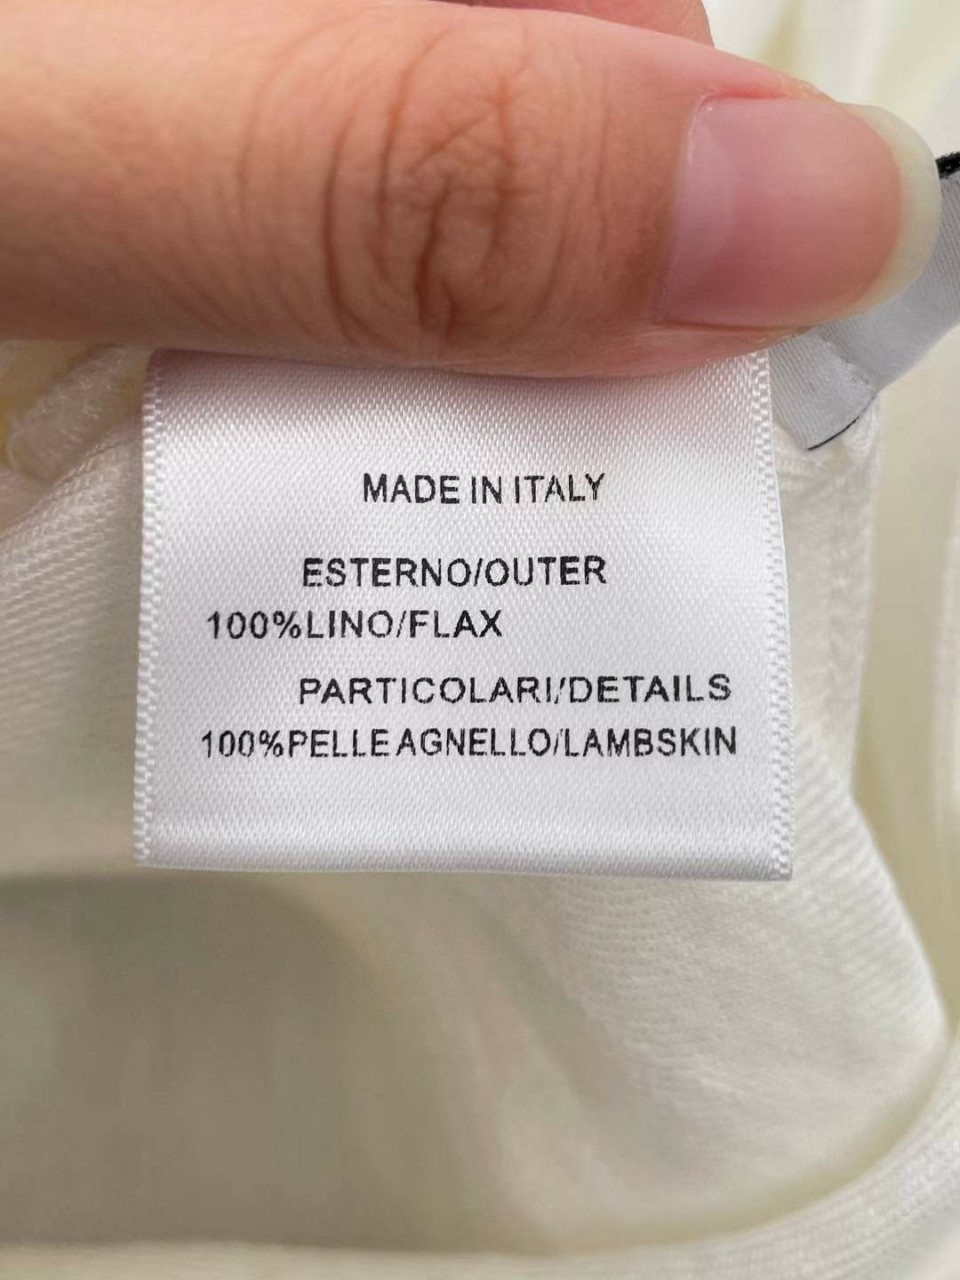 MADE IN ITALY
ESTERNO/OUTER
100%LINO/FLAX
PARTICOLARI/DETAILS
100%PELLE AGNELLO/LAMBSKIN